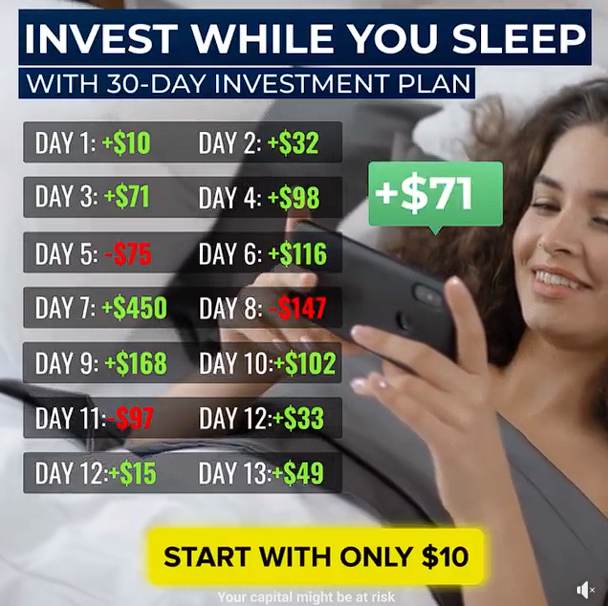 INVEST WHILE YOU SLEEP
WITH 30-DAY INVESTMENT PLAN
DAY 1: +$10 DAY 2: +$32
+$71
DAY 3: +$71 DAY 4: +$98
DAY 5: -$75 DAY 6: +$116
DAY 7: +$450 DAY 8: -$147
DAY 9: +$168 DAY 10:+$102
DAY 11:-$97 DAY 12:+$33
DAY 12:+$15 DAY 13:+$49
START WITH ONLY $10
Your capital might be at risk